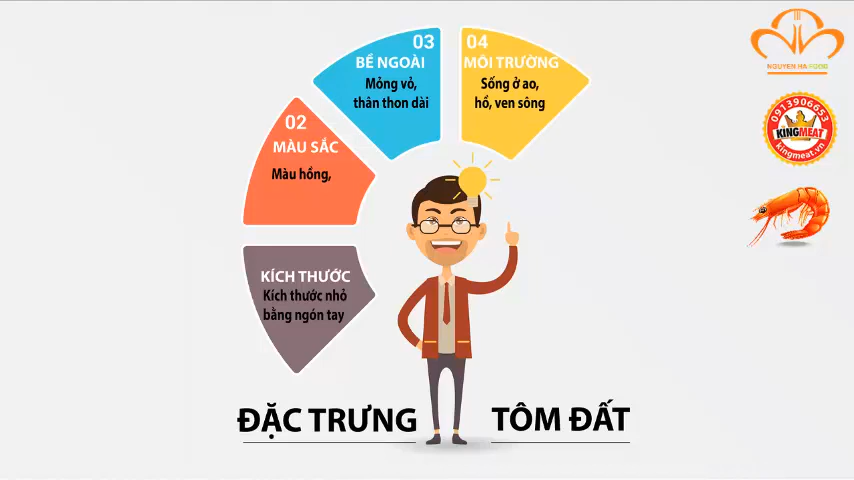 KÍCH THƯỚC
Kích thước nhỏ
bằng ngón tay
02
MÀU SẮC
Màu hồng,
03
BỀ NGOÀI
Mỏng vỏ,
thân thon dài
04
MÔI TRƯỜNG
Sống ở ao,
hồ, ven sông
ĐẶC TRƯNG
TÔM ĐẤT
NGUYEN HA FOOD
0913906653
KINGMEAT
kingmeat.vn